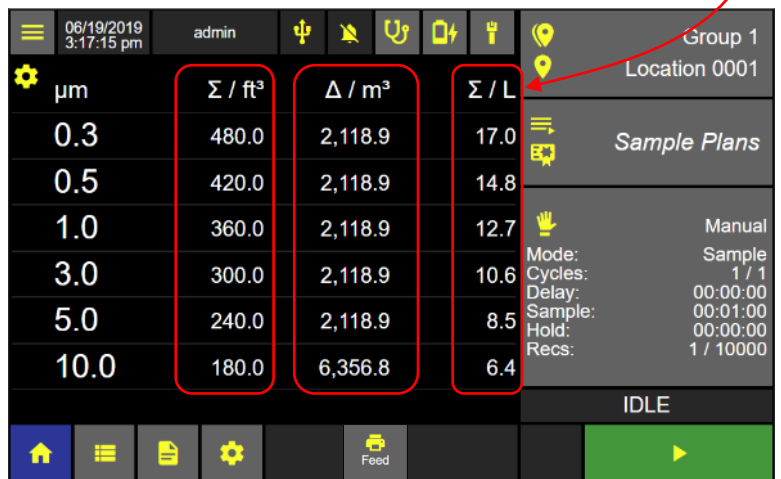 06/19/2019
3:17:15 pm
admin
Group 1
Location 0001
µm Σ / ft³ Δ / m³ Σ / L
0.3 480.0 2,118.9 17.0
0.5 420.0 2,118.9 14.8
1.0 360.0 2,118.9 12.7
3.0 300.0 2,118.9 10.6
5.0 240.0 2,118.9 8.5
10.0 180.0 6,356.8 6.4
Sample Plans
Manual
Mode: Sample
Cycles: 1 / 1
Delay: 00:00:00
Sample: 00:01:00
Hold: 00:00:00
Recs: 1 / 10000
IDLE
Feed